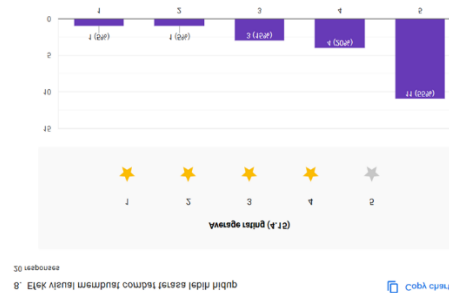 8. Efek visual membuat combat terasa lebih hidup
Copy chart
20 responses
Average rating (4.15)
1 2 3 4 5
15
10
5
0
1 (5%) 1 (5%) 3 (15%) 4 (20%) 11 (55%)
1 2 3 4 5